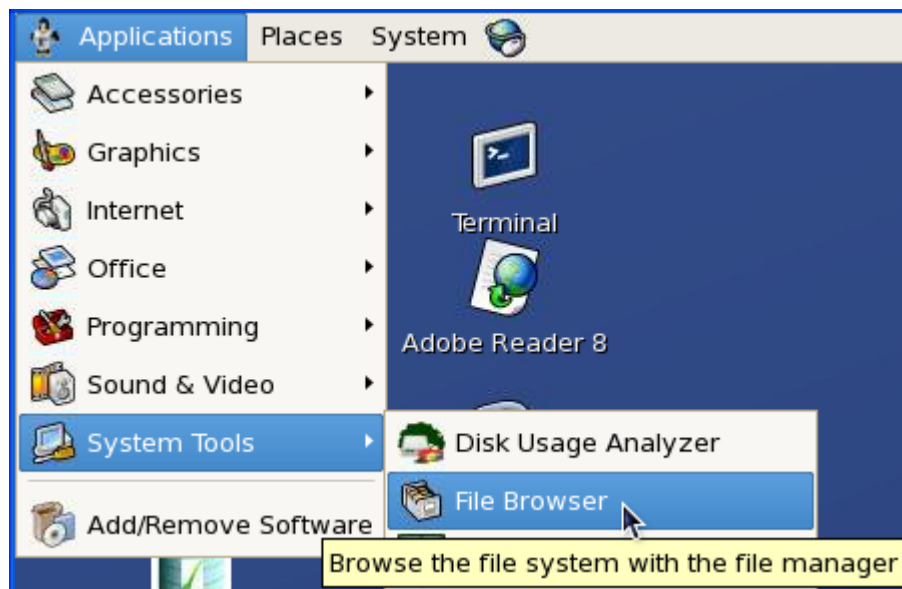 Applications Places System
Accessories
Graphics
Internet
Office
Programming
Sound & Video
System Tools
Add/Remove Software
>_
Terminal
Adobe Reader 8
Disk Usage Analyzer
File Browser
Browse the file system with the file manager